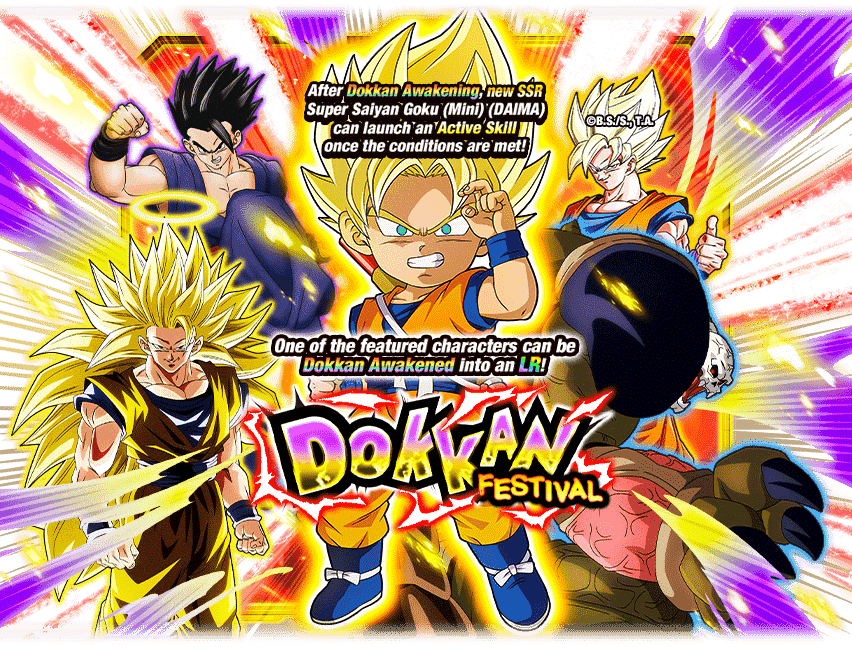 After Dokkan Awakening, new SSR
Super Saiyan Goku (Mini) (DAIMA)
can launch an Active Skill
once the conditions are met!
©B.S./S., T.A.
One of the featured characters can be
Dokkan Awakened into an LR!
DOKKAN
FESTIVAL